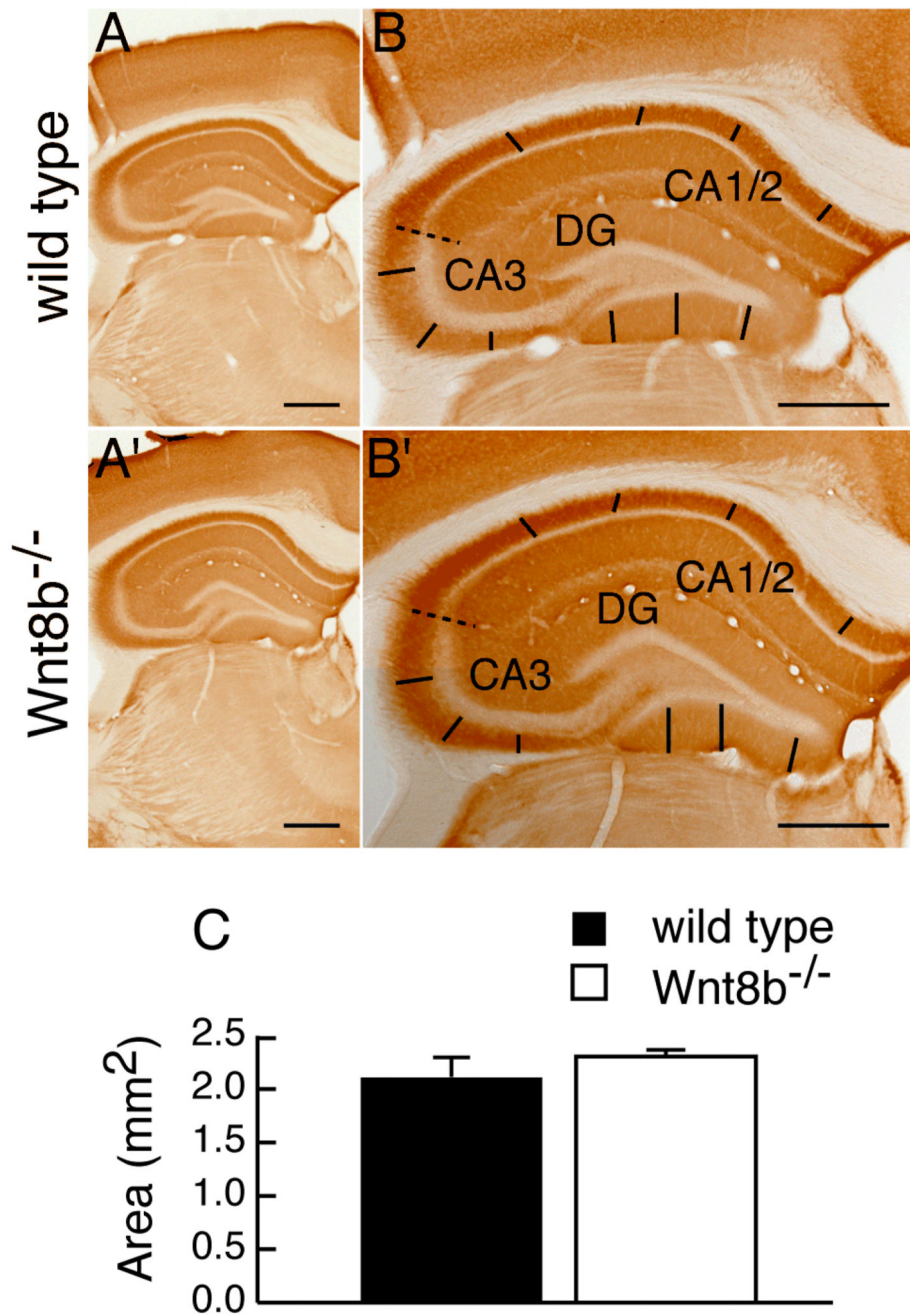 A
B
wild type
CA1/2
DG
CA3
A'
B'
Wnt8b-/-
CA1/2
DG
CA3
C
wild type
Wnt8b-/-
Area (mm2)
2.5
2.0
1.5
1.0
0.5
0.0